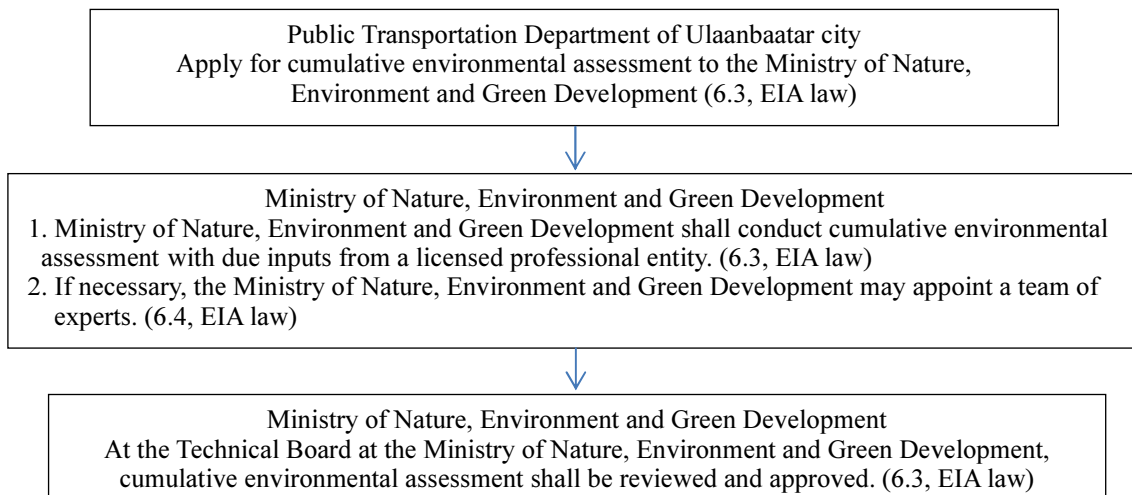 Public Transportation Department of Ulaanbaatar city
Apply for cumulative environmental assessment to the Ministry of Nature,
Environment and Green Development (6.3, EIA law)
Ministry of Nature, Environment and Green Development
1. Ministry of Nature, Environment and Green Development shall conduct cumulative environmental
assessment with due inputs from a licensed professional entity. (6.3, EIA law)
2. If necessary, the Ministry of Nature, Environment and Green Development may appoint a team of
experts. (6.4, EIA law)
Ministry of Nature, Environment and Green Development
At the Technical Board at the Ministry of Nature, Environment and Green Development,
cumulative environmental assessment shall be reviewed and approved. (6.3, EIA law)